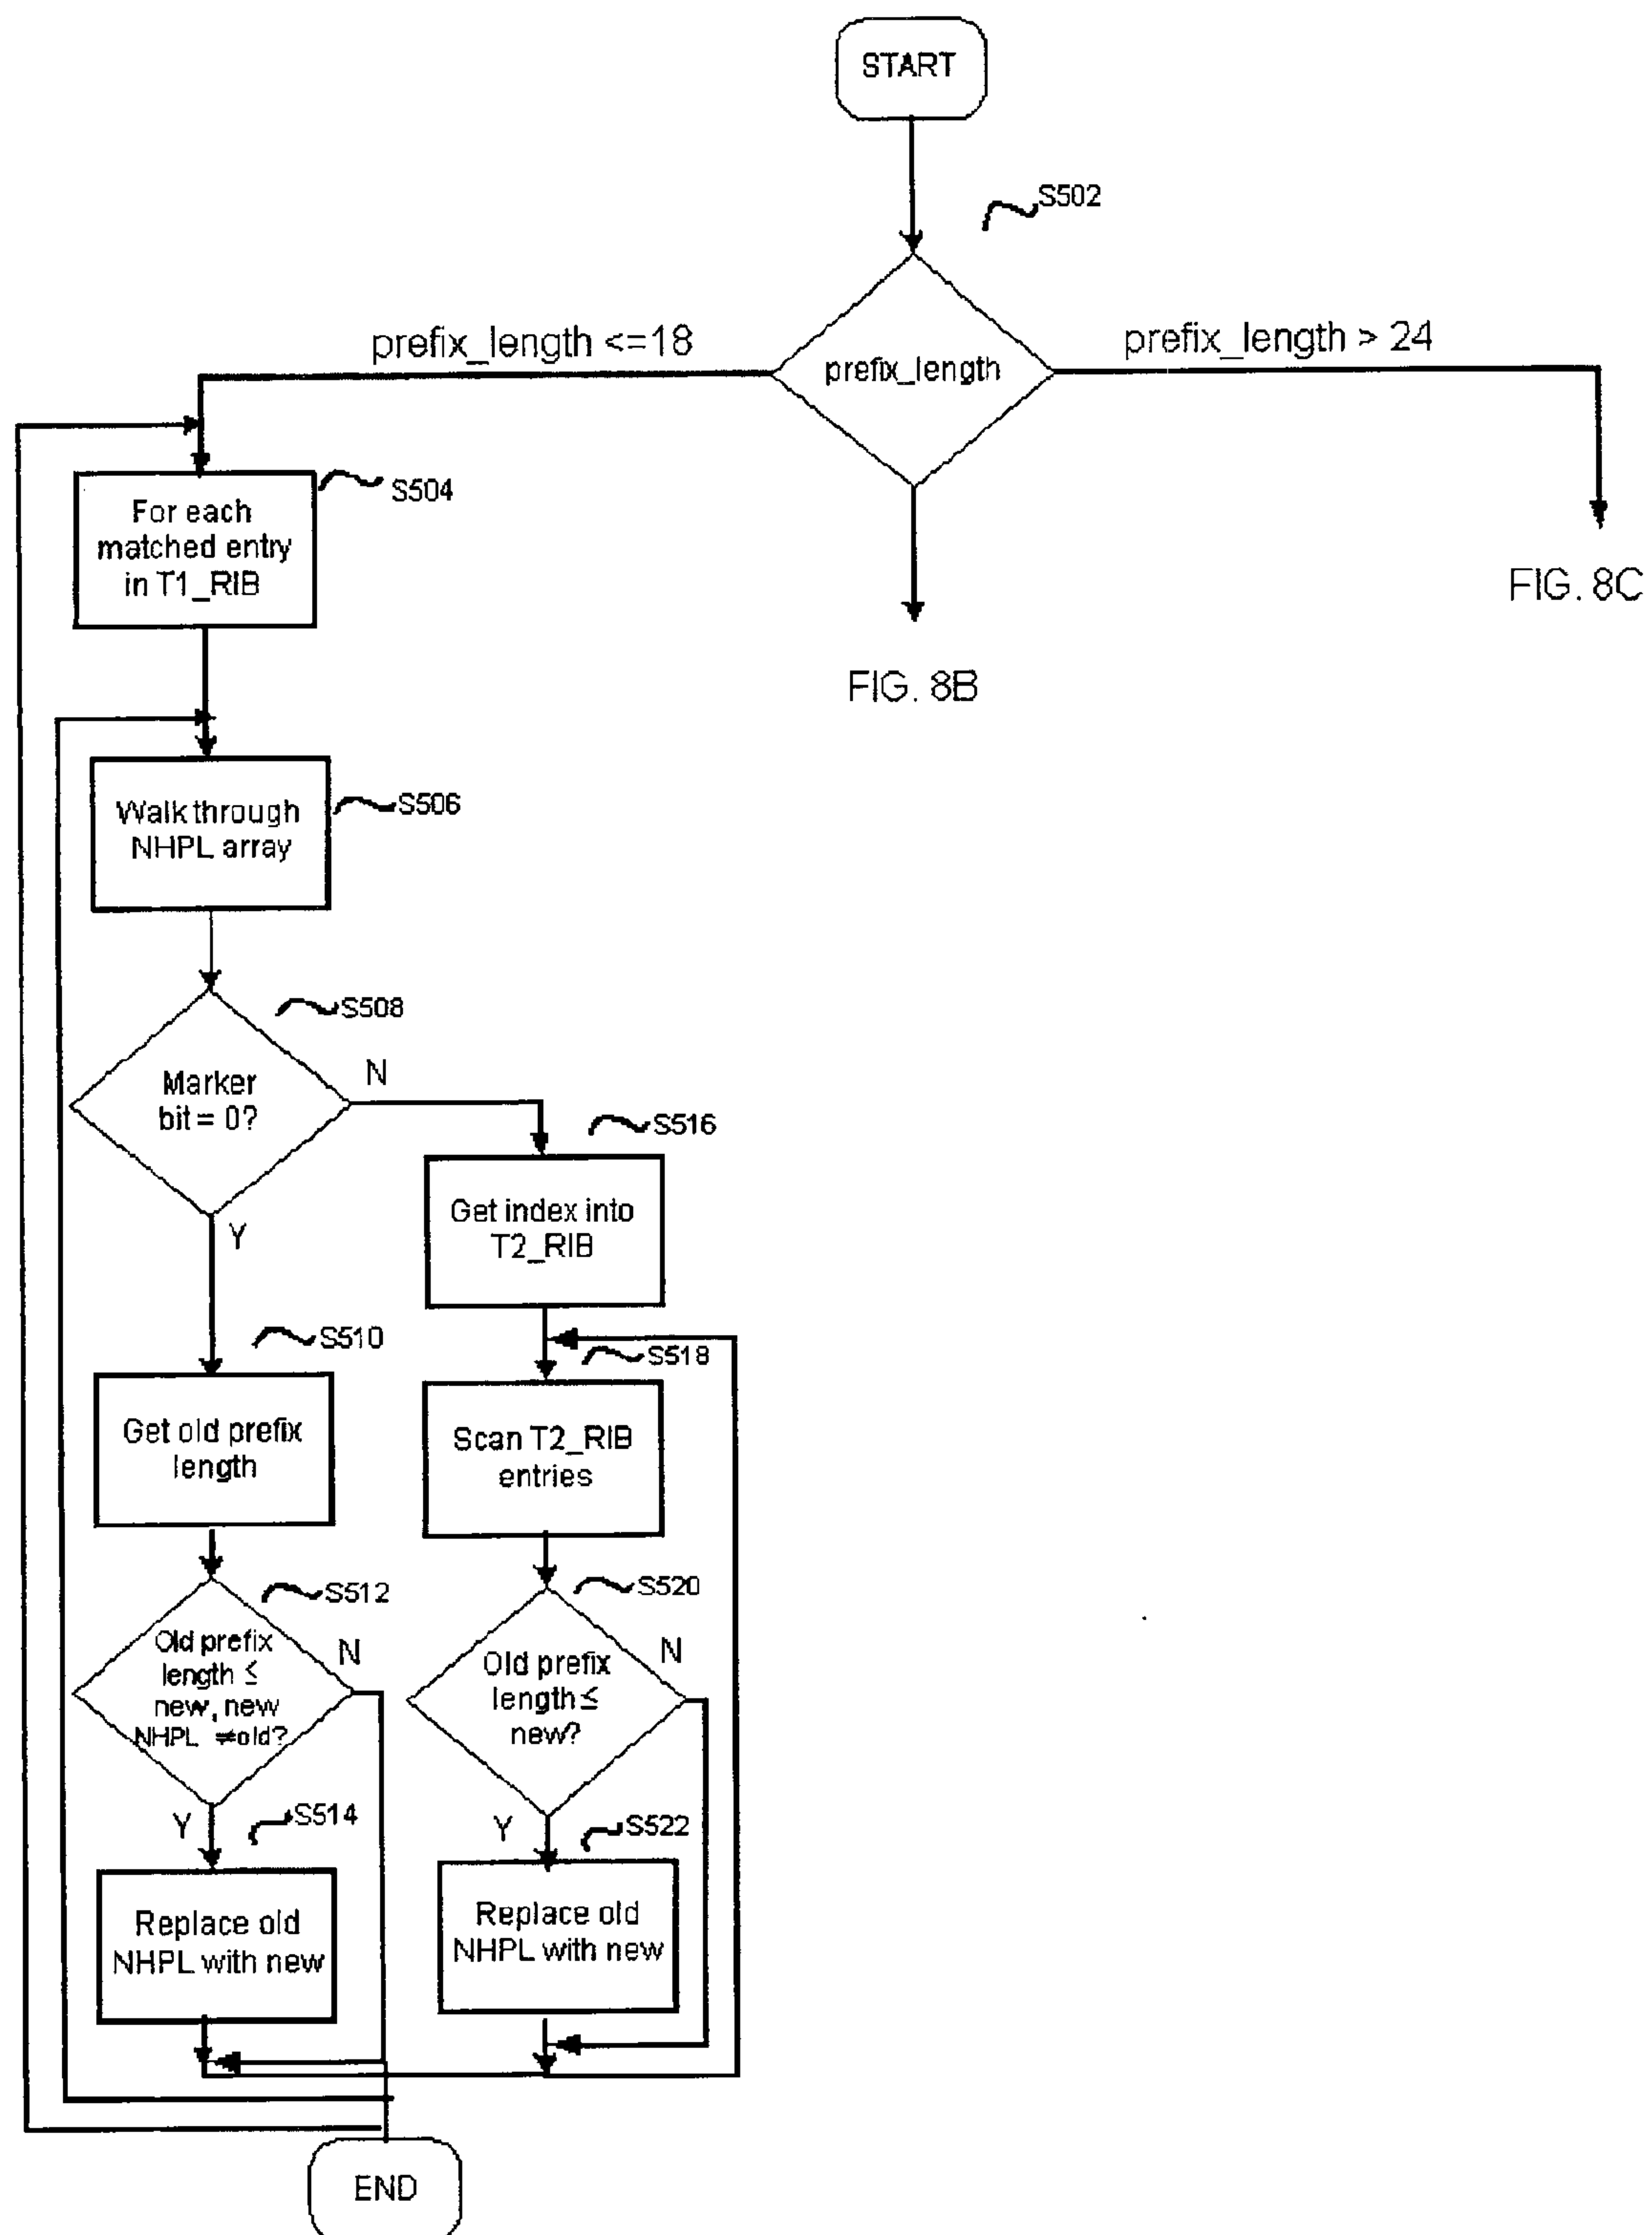 START
S502
prefix_length <=18
prefix_length
prefix_length > 24
S504
For each
matched entry
in T1_RIB
FIG. 8C
FIG. 8B
S506
Walk through
NHPL array
S508
Marker
bit = 0?
N
Y
S516
Get index into
T2_RIB
S510
Get old prefix
length
S518
Scan T2_RIB
entries
S512
Old prefix
length ≤
new, new
NHPL ≠old?
N
Y
S520
Old prefix
length ≤
new?
N
Y
S514
Replace old
NHPL with new
S522
Replace old
NHPL with new
END